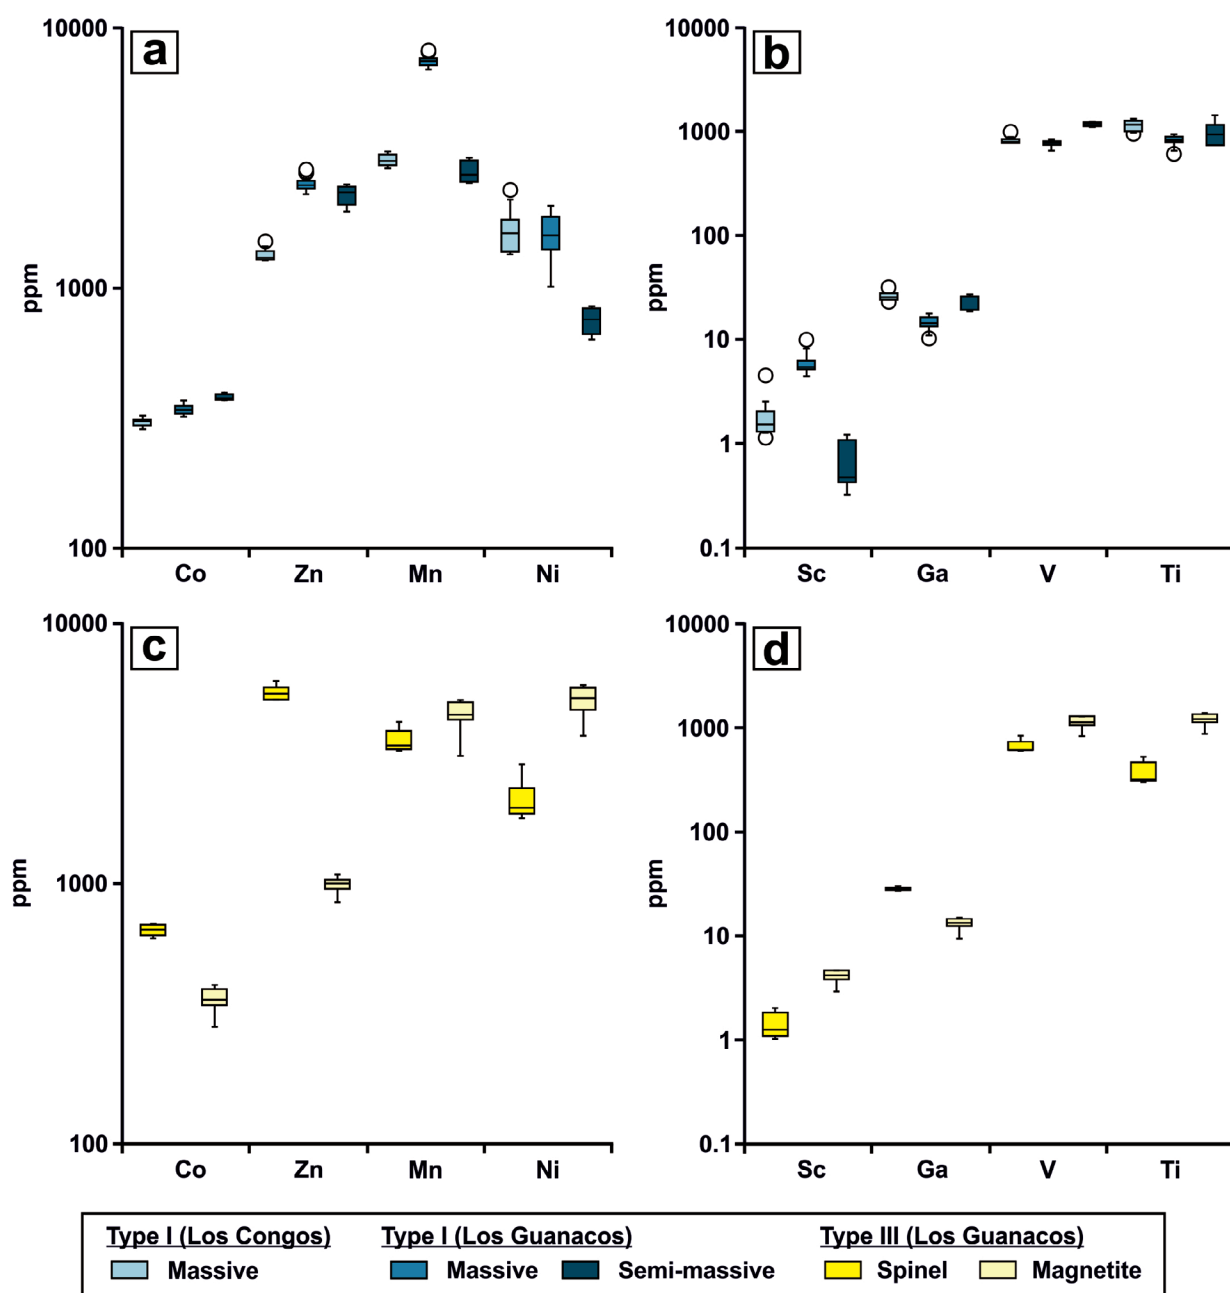 10000
a
1000
ppm
100
Co Zn Mn Ni
10000
b
1000
100
ppm
10
1
0.1
Sc Ga V Ti
10000
c
1000
ppm
100
Co Zn Mn Ni
10000
d
1000
100
ppm
10
1
0.1
Sc Ga V Ti
Type I (Los Congos) Type I (Los Guanacos) Type III (Los Guanacos)
Massive Massive Semi-massive Spinel Magnetite